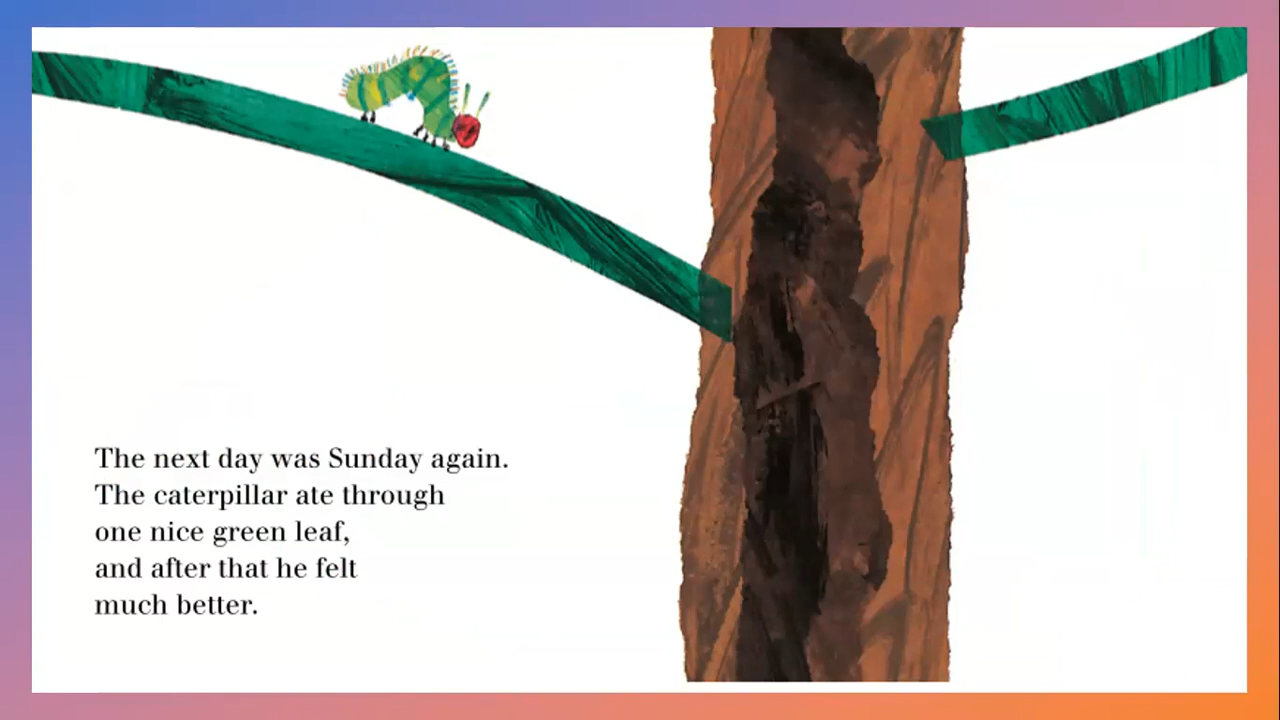 The next day was Sunday again.
The caterpillar ate through
one nice green leaf,
and after that he felt
much better.